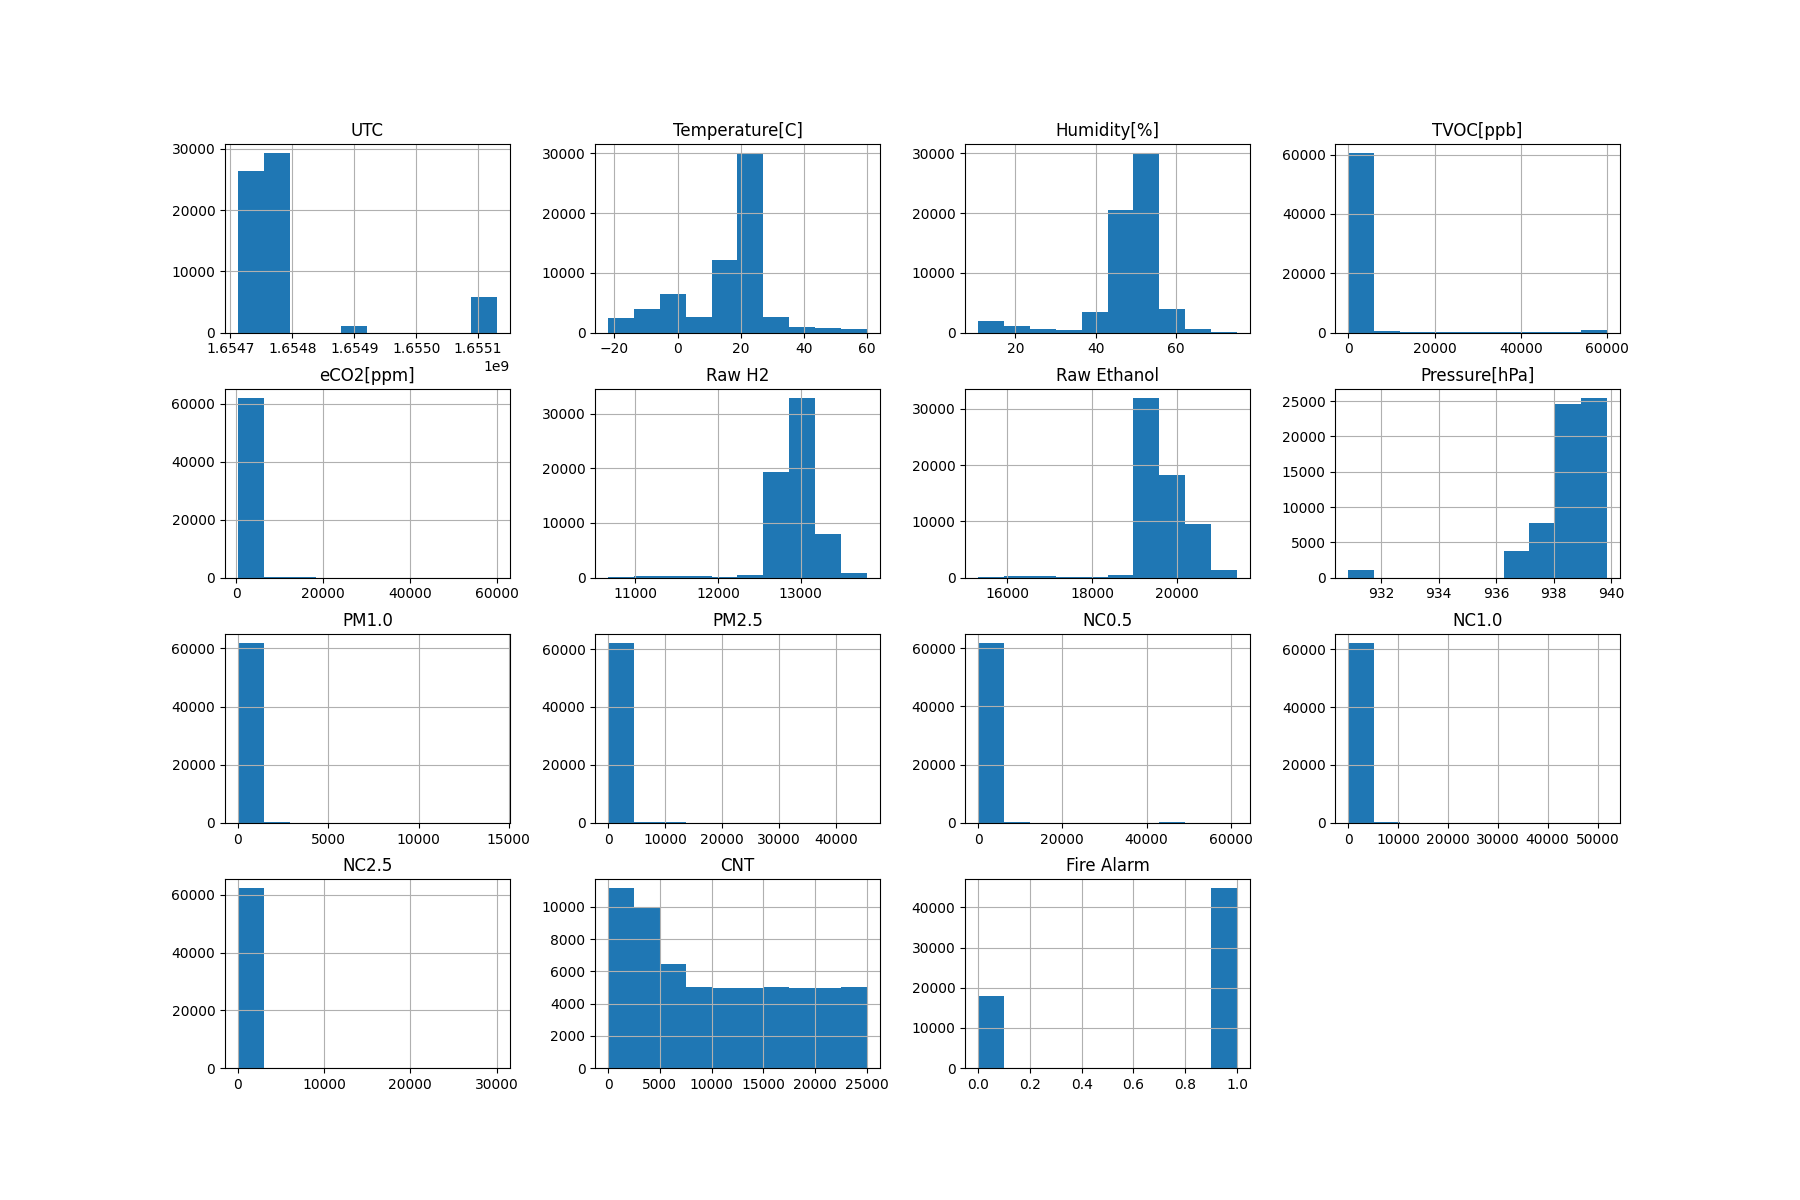 UTC
30000
20000
10000
0
1.6547 1.6548 1.6549 1.6550 1.6551
1e9
Temperature[C]
30000
20000
10000
0
−20 0 20 40 60
Humidity[%]
30000
20000
10000
0
20 40 60
TVOC[ppb]
60000
40000
20000
0
0 20000 40000 60000
eCO2[ppm]
60000
40000
20000
0
0 20000 40000 60000
Raw H2
30000
20000
10000
0
11000 12000 13000
Raw Ethanol
30000
20000
10000
0
16000 18000 20000
Pressure[hPa]
25000
20000
15000
10000
5000
0
932 934 936 938 940
PM1.0
60000
40000
20000
0
0 5000 10000 15000
PM2.5
60000
40000
20000
0
0 10000 20000 30000 40000
NC0.5
60000
40000
20000
0
0 20000 40000 60000
NC1.0
60000
40000
20000
0
0 10000 20000 30000 40000 50000
NC2.5
60000
40000
20000
0
0 10000 20000 30000
CNT
10000
8000
6000
4000
2000
0
0 5000 10000 15000 20000 25000
Fire Alarm
40000
30000
20000
10000
0
0.0 0.2 0.4 0.6 0.8 1.0